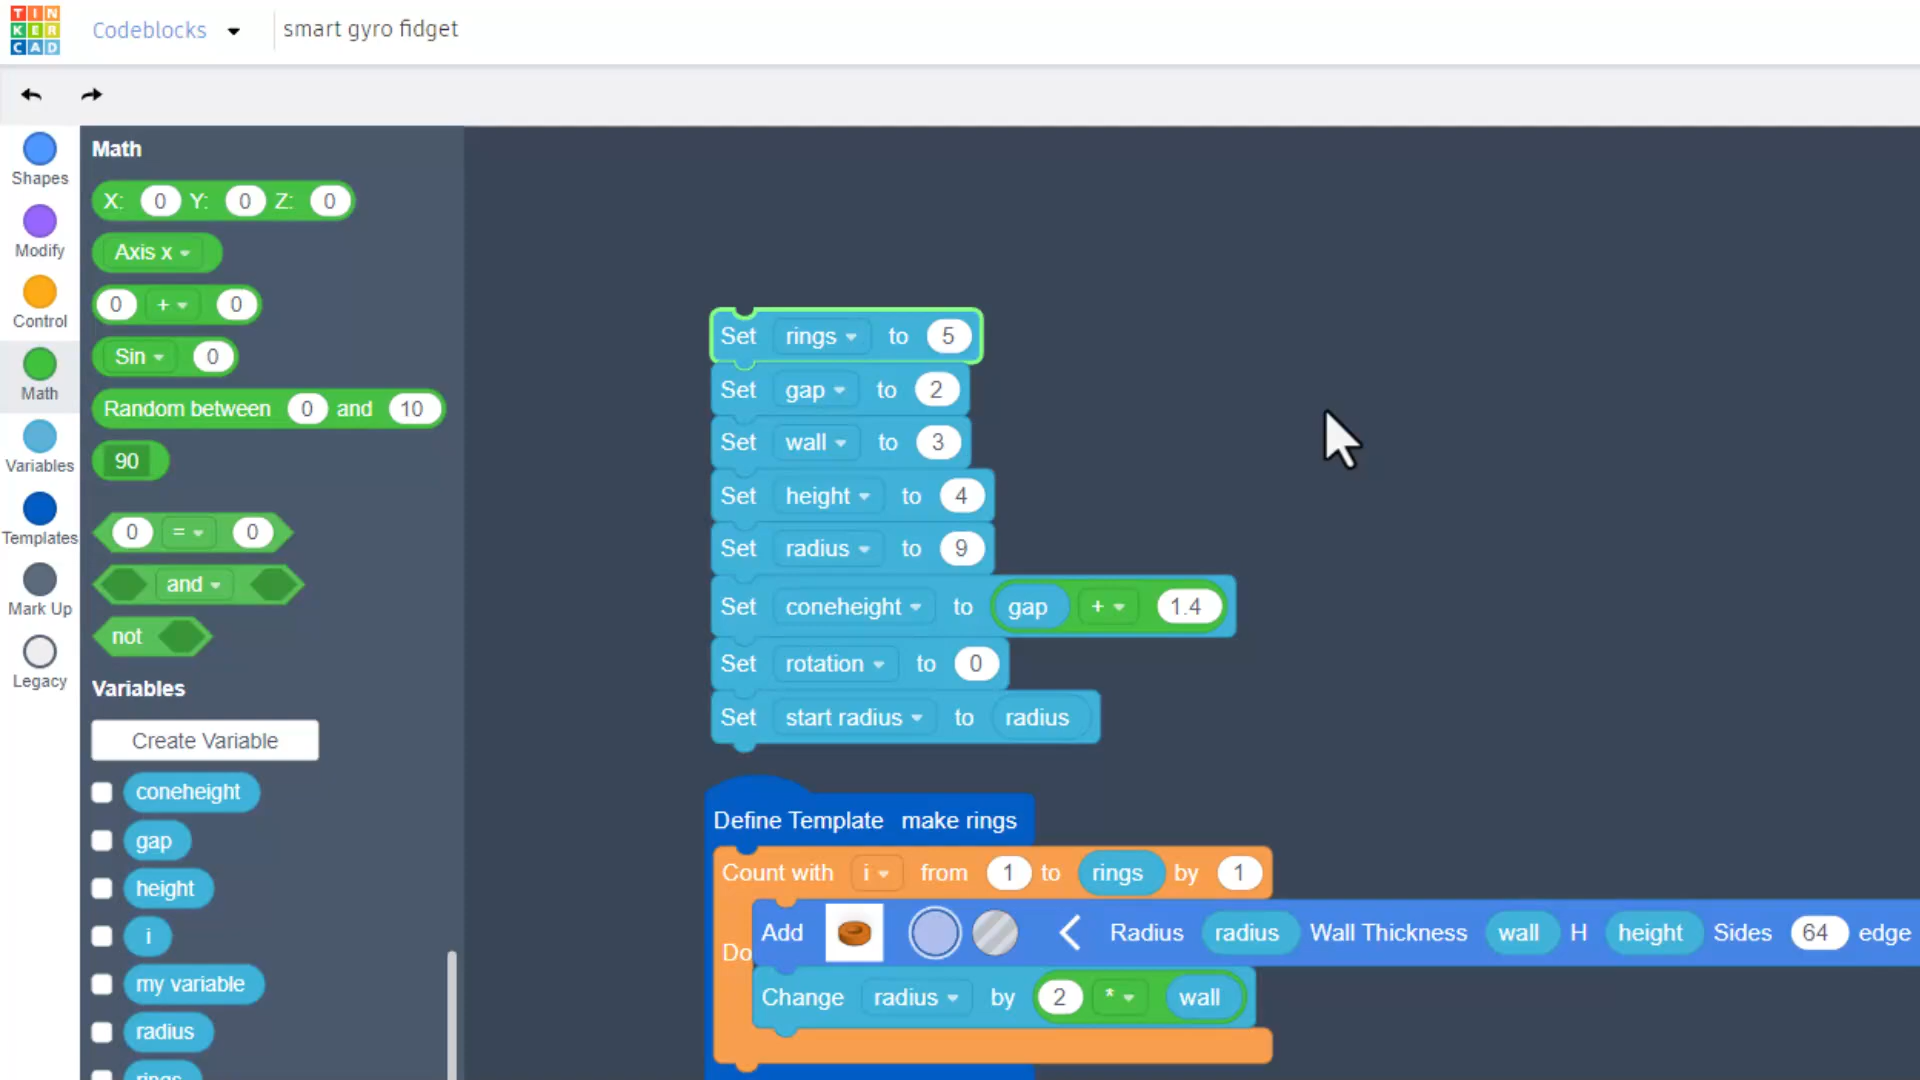 TIN
KER
CAD
Codeblocks
smart gyro fidget
Shapes
Modify
Control
Math
Variables
Templates
Mark Up
Legacy
Math
X: 0 Y: 0 Z: 0
Axis x
0 + 0
Sin 0
Random between 0 and 10
90
0 = 0
and
not
Variables
Create Variable
coneheight
gap
height
i
my variable
radius
rings
Set rings to 5
Set gap to 2
Set wall to 3
Set height to 4
Set radius to 9
Set coneheight to gap + 1.4
Set rotation to 0
Set start radius to radius
Define Template make rings
Count with i from 1 to rings by 1
Do
Add Radius radius Wall Thickness wall H height Sides 64 edge
Change radius by 2 * wall